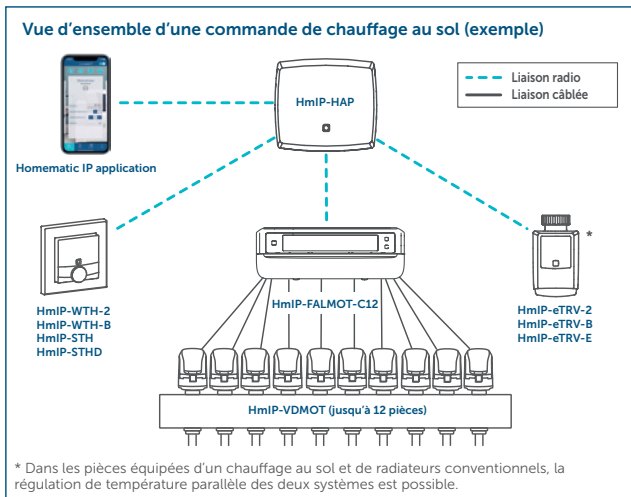 Vue d'ensemble d'une commande de chauffage au sol (exemple)
HmIP-HAP
Liaison radio
Liaison câblée
Homematic IP application
HmIP-WTH-2
HmIP-WTH-B
HmIP-STH
HmIP-STHD
HmIP-FALMOT-C12
*
HmIP-eTRV-2
HmIP-eTRV-B
HmIP-eTRV-E
HmIP-VDMOT (jusqu'à 12 pièces)
* Dans les pièces équipées d'un chauffage au sol et de radiateurs conventionnels, la
régulation de température parallèle des deux systèmes est possible.